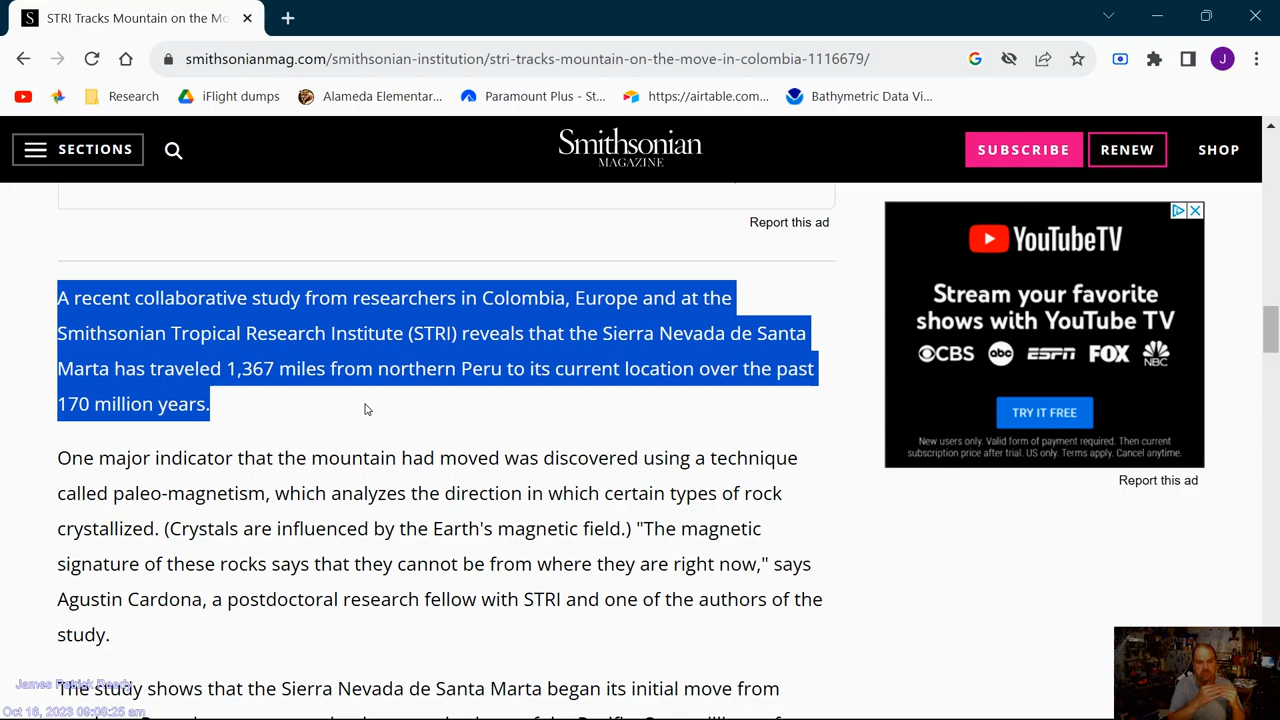 STRI Tracks Mountain on the Mo
smithsonianmag.com/smithsonian-institution/stri-tracks-mountain-on-the-move-in-colombia-1116679/
J
Research
iFlight dumps
Alameda Elementar...
Paramount Plus - St...
https://airtable.com...
Bathymetric Data Vi...
SECTIONS
Smithsonian
MAGAZINE
SUBSCRIBE
RENEW
SHOP
Report this ad
A recent collaborative study from researchers in Colombia, Europe and at the
Smithsonian Tropical Research Institute (STRI) reveals that the Sierra Nevada de Santa
Marta has traveled 1,367 miles from northern Peru to its current location over the past
170 million years.
One major indicator that the mountain had moved was discovered using a technique
called paleo-magnetism, which analyzes the direction in which certain types of rock
crystallized. (Crystals are influenced by the Earth's magnetic field.) "The magnetic
signature of these rocks says that they cannot be from where they are right now," says
Agustin Cardona, a postdoctoral research fellow with STRI and one of the authors of the
study.
The study shows that the Sierra Nevada de Santa Marta began its initial move from
YouTubeTV
Stream your favorite
shows with YouTube TV
CBS abc ESPN FOX NBC
TRY IT FREE
New users only. Valid form of payment required. Then current
subscription price after trial. US only. Terms apply. Cancel anytime.
Report this ad
James Patrick
Oct 16, 2023 09:08:25 am